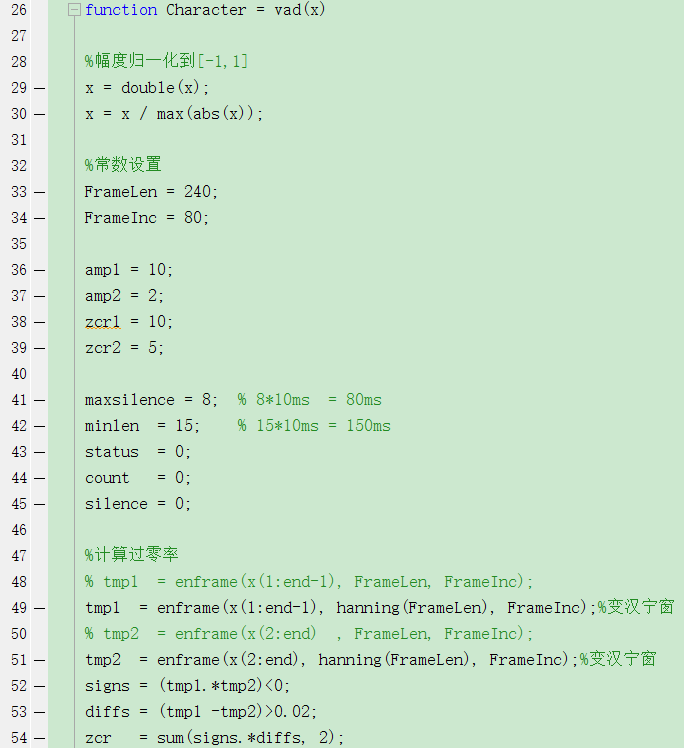 26 function Character = vad(x)
27
28 %幅度归一化到[-1,1]
29 — x = double(x);
30 — x = x / max(abs(x));
31
32 %常数设置
33 — FrameLen = 240;
34 — FrameInc = 80;
35
36 — amp1 = 10;
37 — amp2 = 2;
38 — zcr1 = 10;
39 — zcr2 = 5;
40
41 — maxsilence = 8;  % 8*10ms  = 80ms
42 — minlen  = 15;    % 15*10ms = 150ms
43 — status  = 0;
44 — count   = 0;
45 — silence = 0;
46
47 %计算过零率
48 % tmp1  = enframe(x(1:end-1), FrameLen, FrameInc);
49 — tmp1  = enframe(x(1:end-1), hanning(FrameLen), FrameInc);%变汉宁窗
50 % tmp2  = enframe(x(2:end)  , FrameLen, FrameInc);
51 — tmp2  = enframe(x(2:end), hanning(FrameLen), FrameInc);%变汉宁窗
52 — signs = (tmp1.*tmp2)<0;
53 — diffs = (tmp1 -tmp2)>0.02;
54 — zcr   = sum(signs.*diffs, 2);